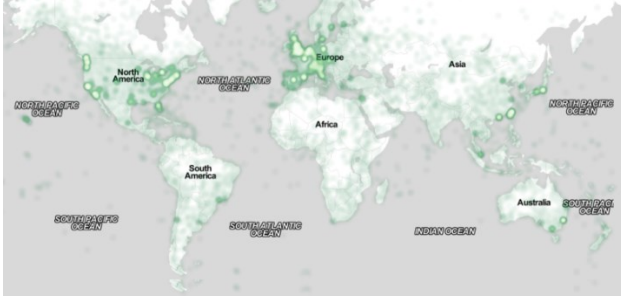 Europe
Asia
North
America
NORTH ATLANTIC
OCEAN
NORTH PACIFIC
OCEAN
NORTH PACIFIC
OCEAN
Africa
South
America
Australia
SOUTH PACI
OCEAN
SOUTH PACIFIC
OCEAN
SOUTH ATLANTIC
OCEAN
INDIAN OCEAN